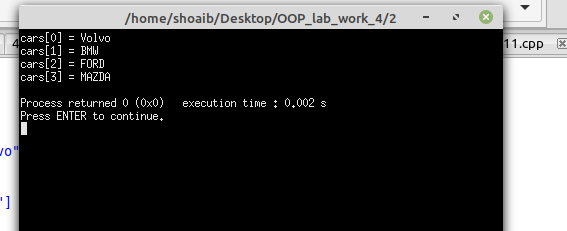 /home/shoaib/Desktop/OOP_lab_work_4/2
cars[0] = Volvo
cars[1] = BMW
cars[2] = FORD
cars[3] = MAZDA
Process returned 0 (0x0)   execution time : 0.002 s
Press ENTER to continue.
4
11.cpp
vo"
"]